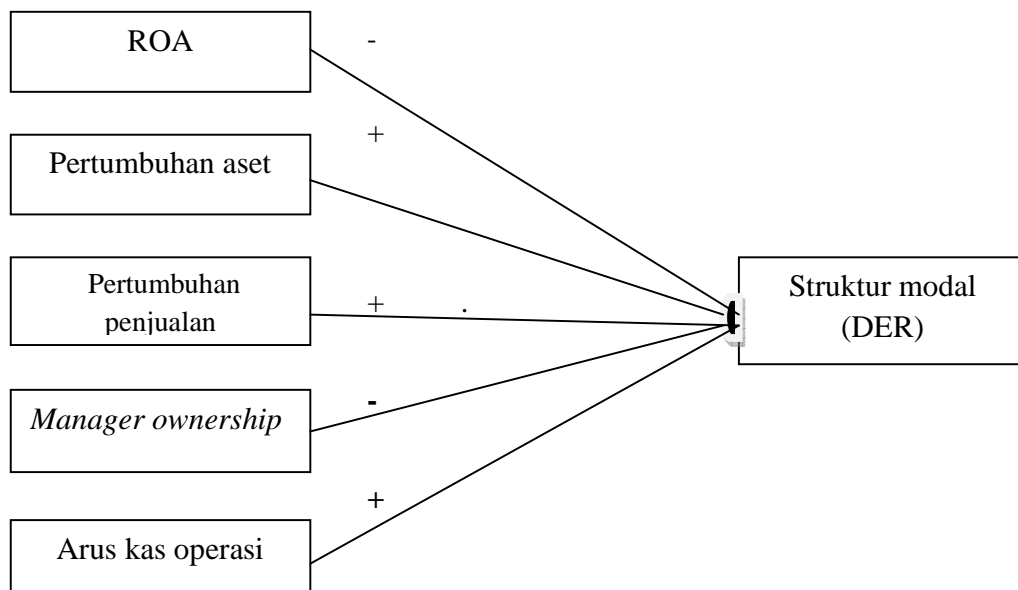 ROA
-
+
Pertumbuhan aset
Pertumbuhan
penjualan
+ .
Struktur modal
(DER)
Manager ownership
-
+
Arus kas operasi